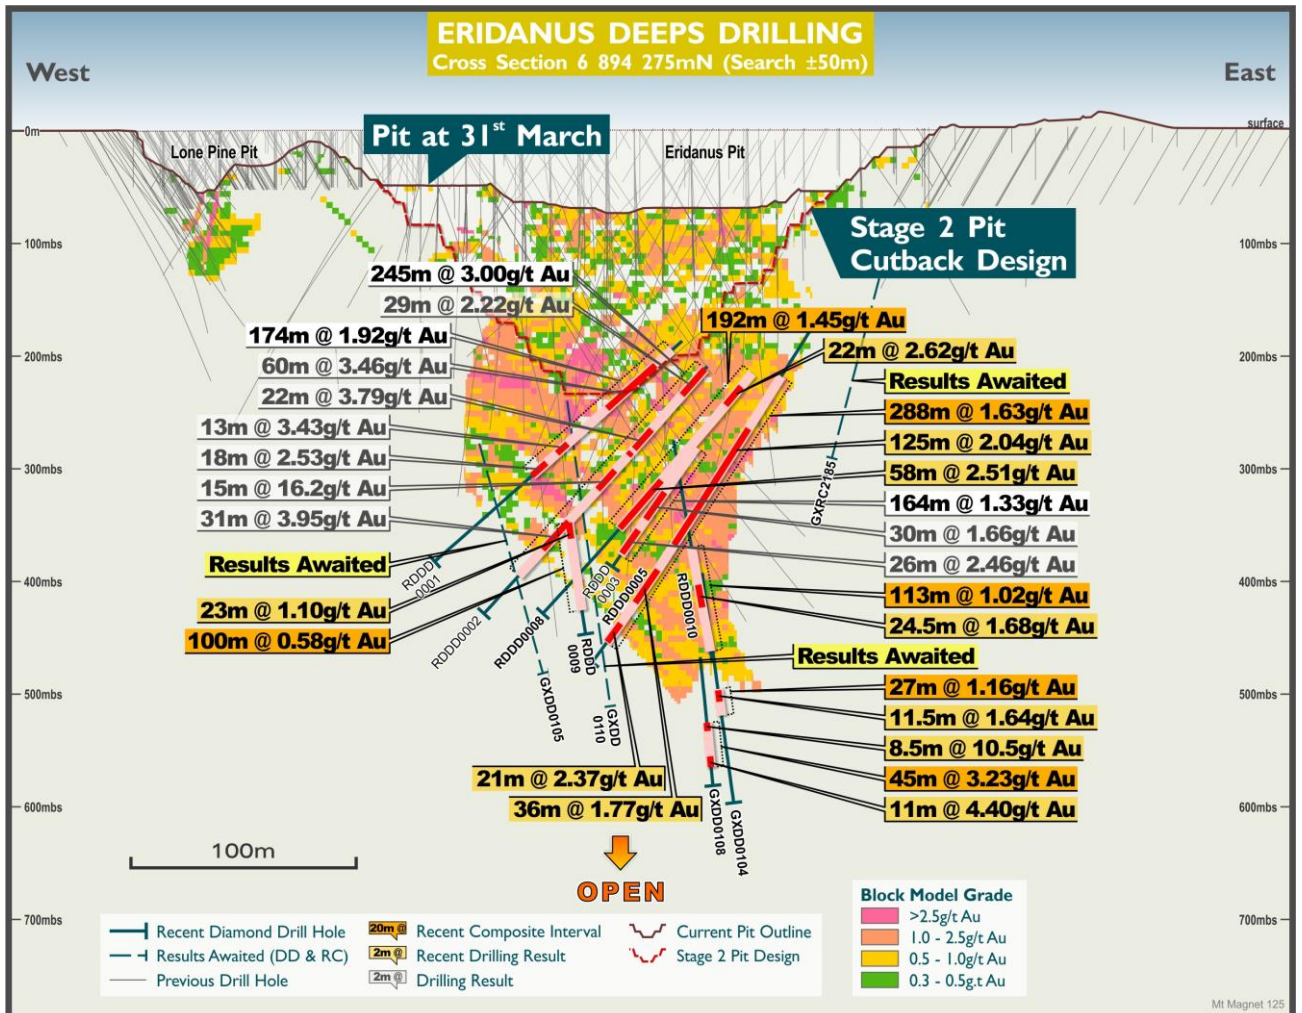 ERIDANUS DEEPS DRILLING
Cross Section 6 894 275mN (Search ±50m)
West
East
Pit at 31st March
Lone Pine Pit
Eridanus Pit
surface
0m
100mbs
200mbs
300mbs
400mbs
500mbs
600mbs
700mbs
100mbs
200mbs
300mbs
400mbs
500mbs
600mbs
700mbs
Stage 2 Pit
Cutback Design
245m @ 3.00g/t Au
29m @ 2.22g/t Au
174m @ 1.92g/t Au
60m @ 3.46g/t Au
22m @ 3.79g/t Au
13m @ 3.43g/t Au
18m @ 2.53g/t Au
15m @ 16.2g/t Au
31m @ 3.95g/t Au
Results Awaited
23m @ 1.10g/t Au
100m @ 0.58g/t Au
192m @ 1.45g/t Au
22m @ 2.62g/t Au
Results Awaited
288m @ 1.63g/t Au
125m @ 2.04g/t Au
58m @ 2.51g/t Au
164m @ 1.33g/t Au
30m @ 1.66g/t Au
26m @ 2.46g/t Au
113m @ 1.02g/t Au
24.5m @ 1.68g/t Au
Results Awaited
27m @ 1.16g/t Au
11.5m @ 1.64g/t Au
8.5m @ 10.5g/t Au
45m @ 3.23g/t Au
11m @ 4.40g/t Au
21m @ 2.37g/t Au
36m @ 1.77g/t Au
RDDD
0001
RDDD0002
RDDD0008
RDDD
0009
RDDD
0003
RDDD0005
RDDD0010
GXRC2185
GXDD0105
GXDD
0110
GXDD0108
GXDD0104
100m
OPEN
Recent Diamond Drill Hole
Results Awaited (DD & RC)
Previous Drill Hole
20m @
Recent Composite Interval
2m @
Recent Drilling Result
2m @
Drilling Result
Current Pit Outline
Stage 2 Pit Design
Block Model Grade
>2.5g/t Au
1.0 - 2.5g/t Au
0.5 - 1.0g/t Au
0.3 - 0.5g.t Au
Mt Magnet 125